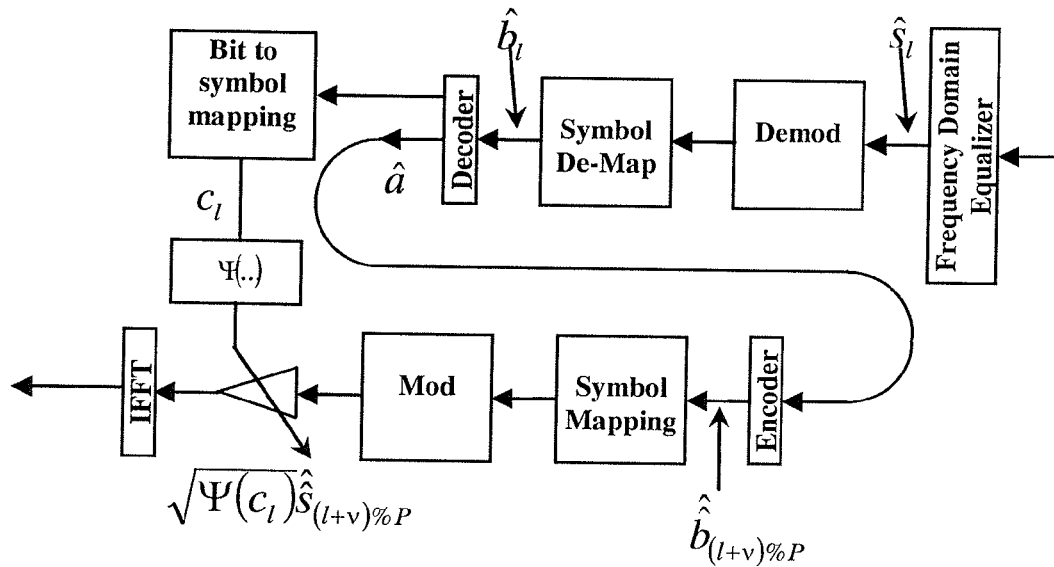 Bit to
symbol
mapping
b̂_l
ŝ_l
Decoder
Symbol
De-Map
Demod
Frequency Domain
Equalizer
â
c_l
Ψ(..)
IFFT
Mod
Symbol
Mapping
Encoder
√Ψ(c_l) ŝ̂_(l+ν)%P
b̂̂_(l+ν)%P